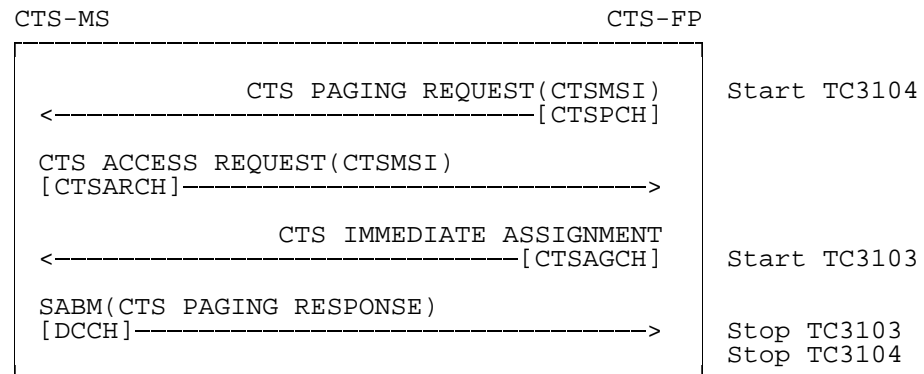 CTS-MS CTS-FP
CTS PAGING REQUEST(CTSMSI) Start TC3104
<-----------------------------[CTSPCH]
CTS ACCESS REQUEST(CTSMSI)
[CTSARCH]----------------------------->
CTS IMMEDIATE ASSIGNMENT
<-----------------------------[CTSAGCH] Start TC3103
SABM(CTS PAGING RESPONSE)
[DCCH]--------------------------------> Stop TC3103
Stop TC3104